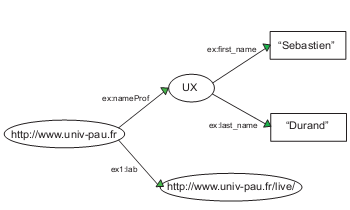 ex:first_name
"Sebastien"
UX
ex:nameProf
ex:last_name
"Durand"
http://www.univ-pau.fr
ex1:lab
http://www.univ-pau.fr/live/